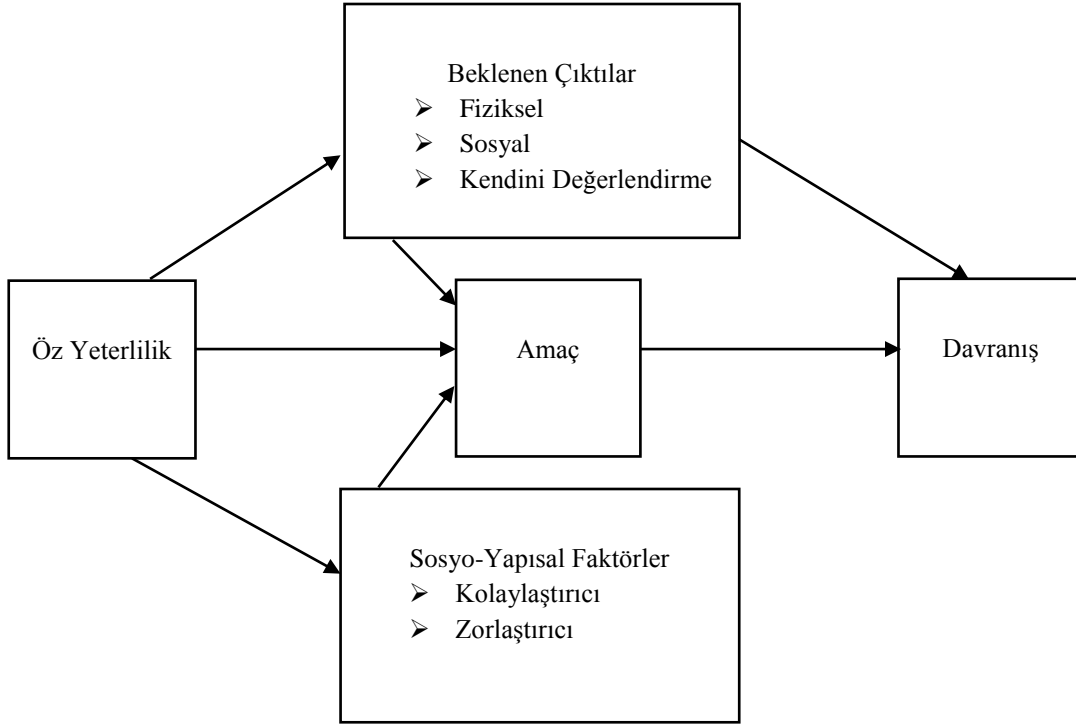 Beklenen Çıktılar
➢ Fiziksel
➢ Sosyal
➢ Kendini Değerlendirme
Öz Yeterlilik
Amaç
Davranış
Sosyo-Yapısal Faktörler
➢ Kolaylaştırıcı
➢ Zorlaştırıcı